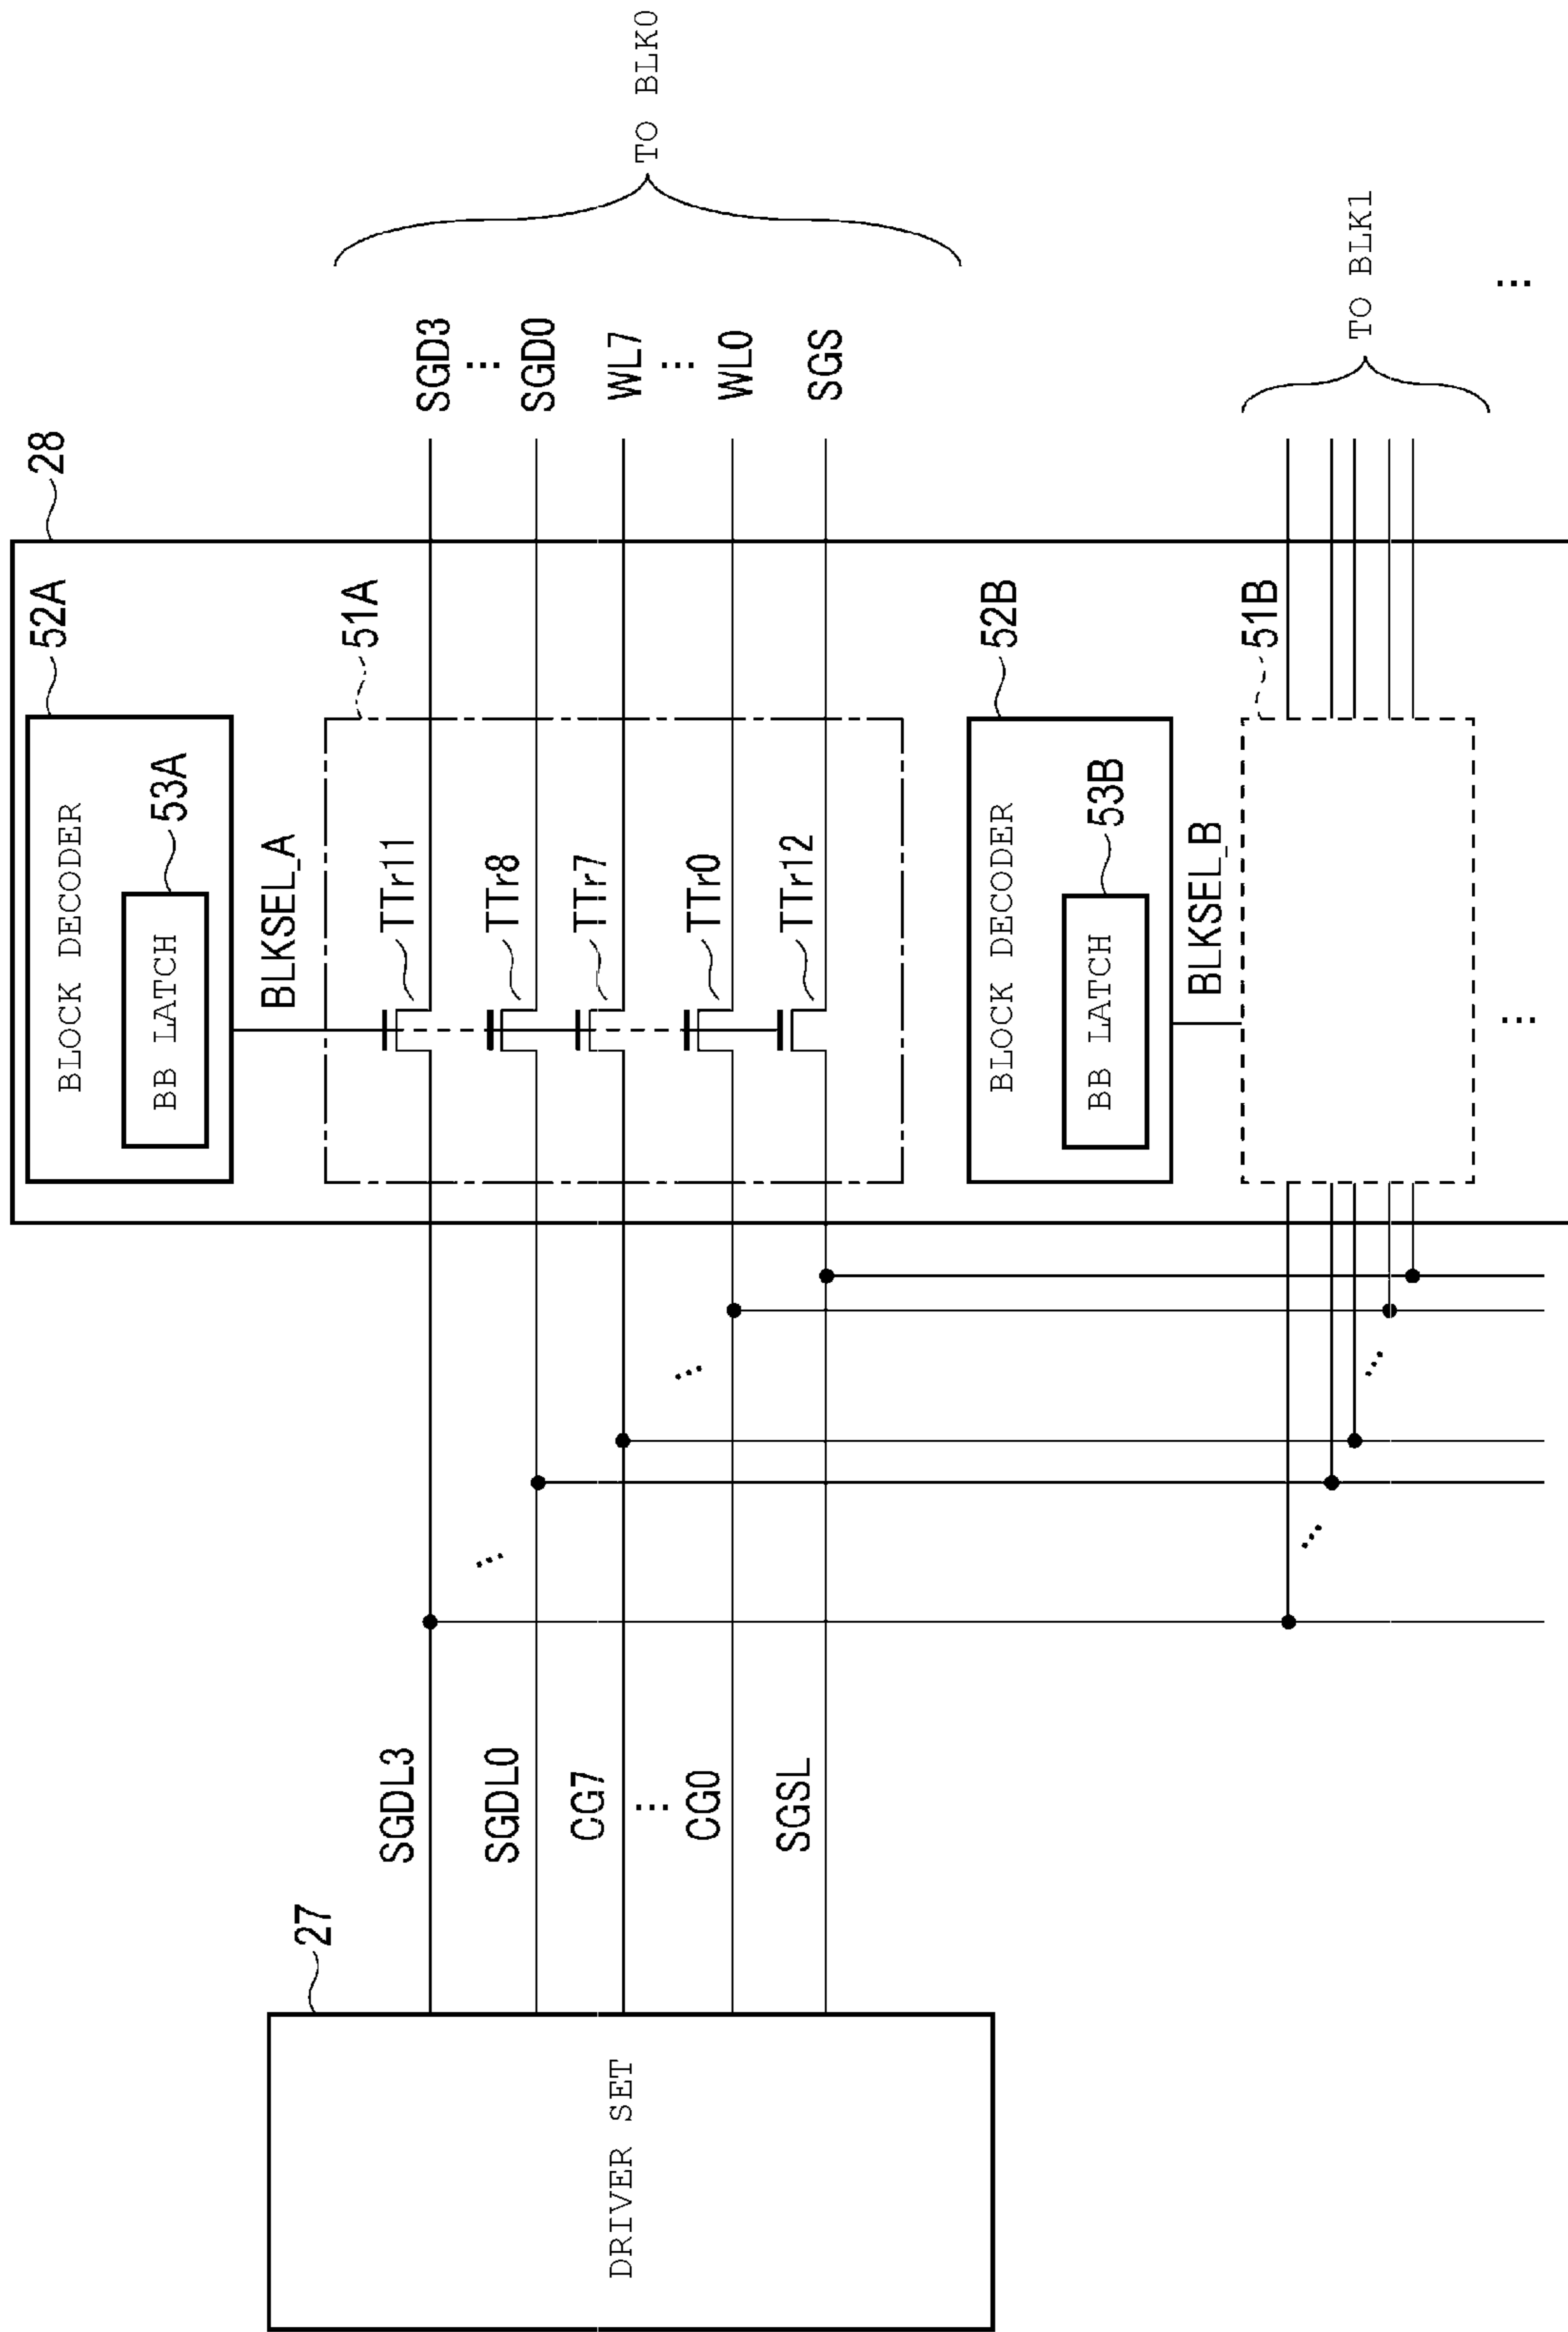 28
52A
BLOCK DECODER
53A
BB LATCH
BLKSEL_A
51A
27
DRIVER SET
SGDL3
TTr11
SGD3
⋮
SGDL0
TTr8
SGD0
CG7
TTr7
WL7
⋮
⋮
CG0
TTr0
WL0
SGSL
TTr12
SGS
TO BLK0
52B
BLOCK DECODER
53B
BB LATCH
BLKSEL_B
51B
TO BLK1